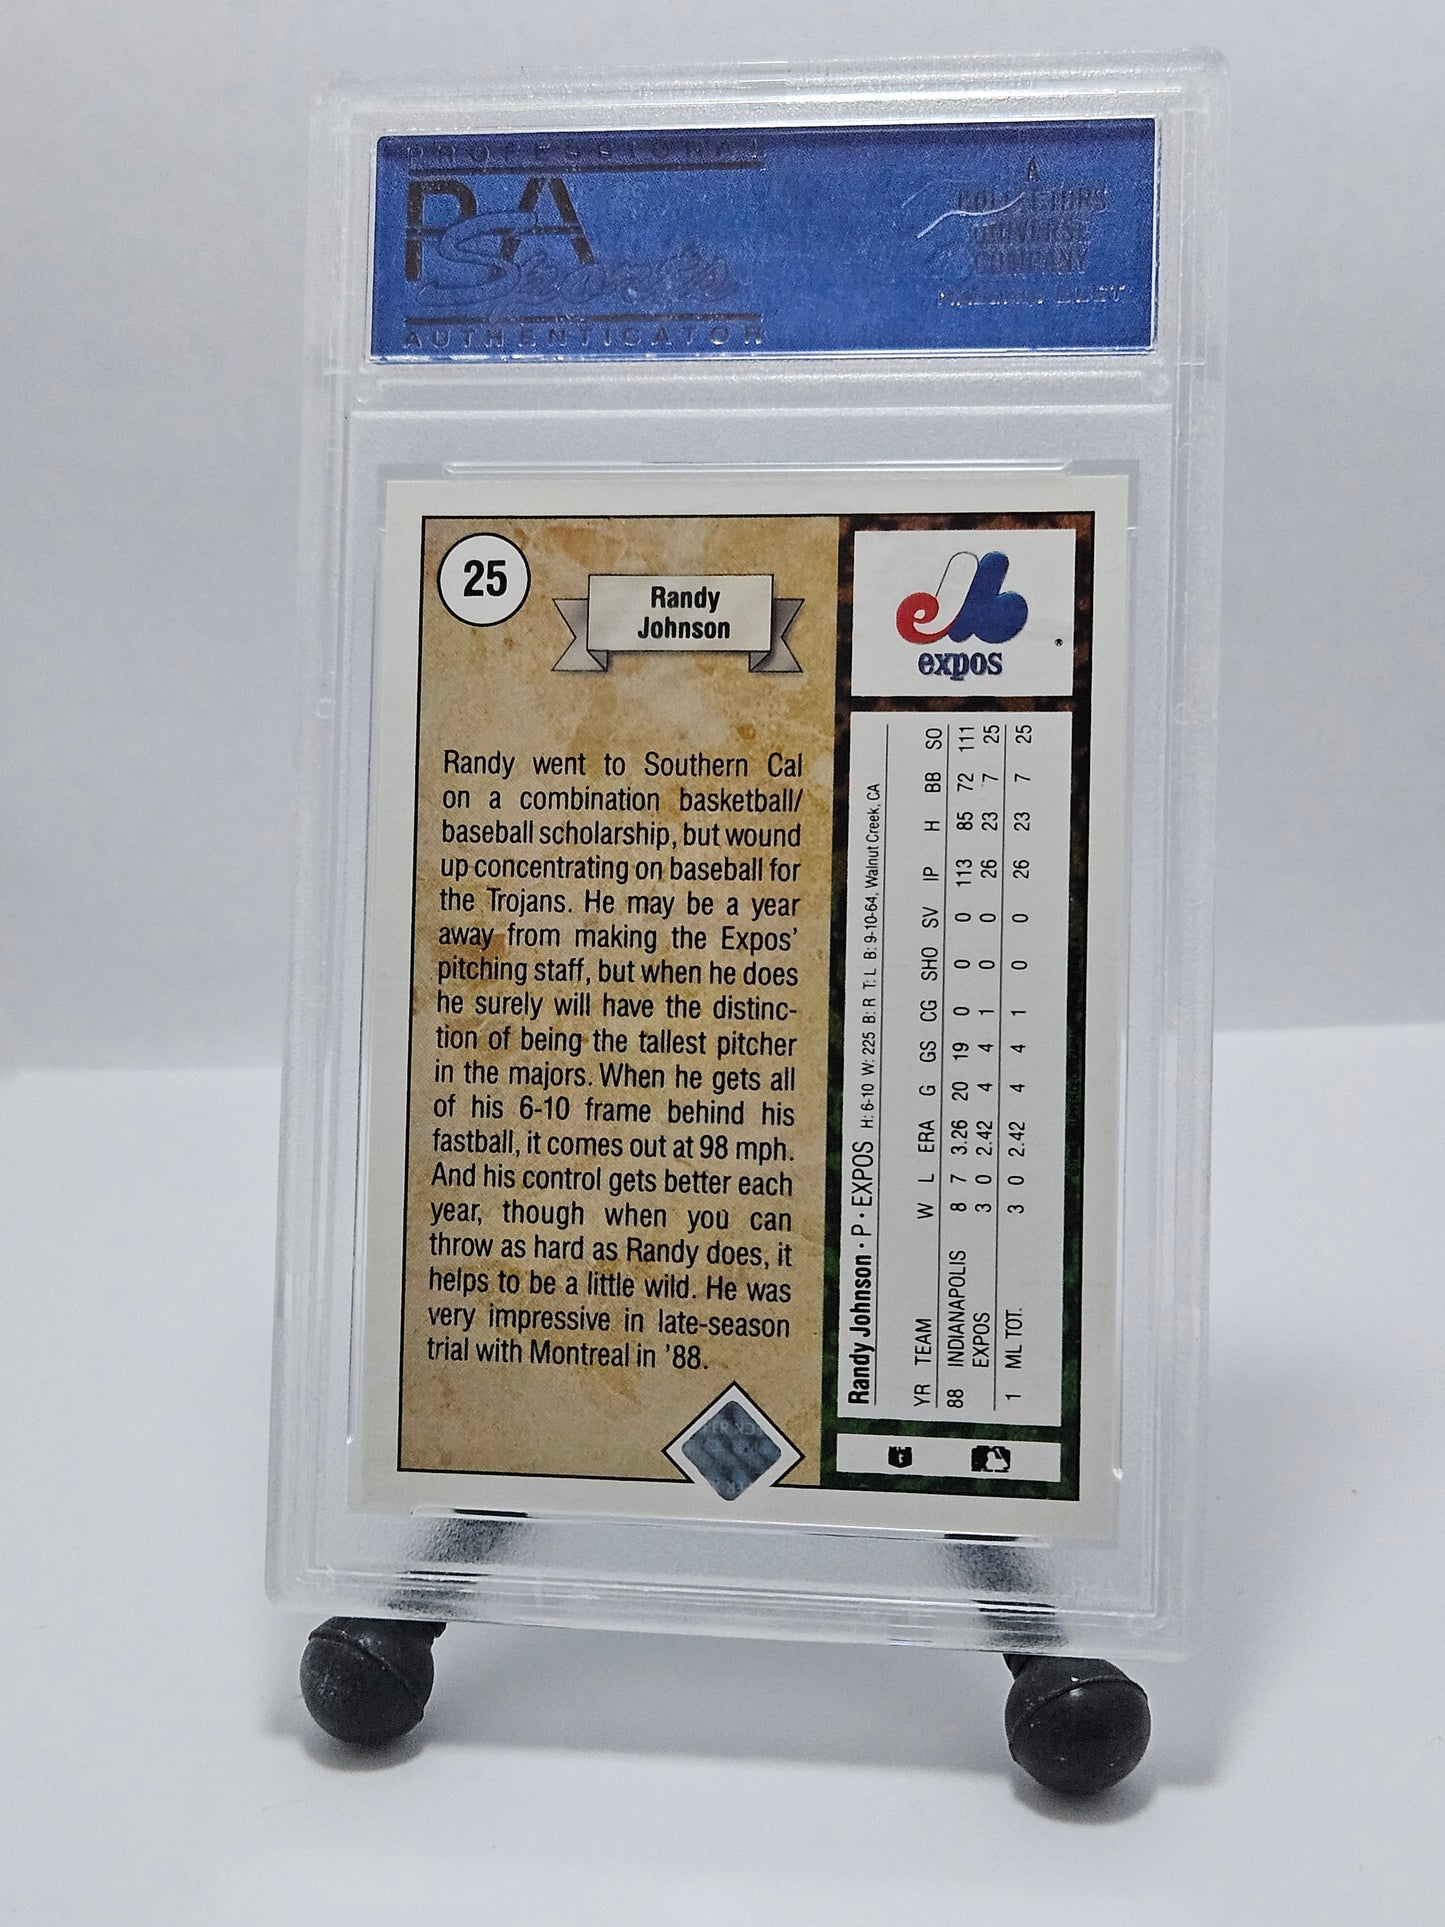 PROFESSIONAL
PSA
Sports
AUTHENTICATOR
A
COLLECTORS
UNIVERSE
COMPANY
25
Randy
Johnson
Randy went to Southern Cal
on a combination basketball/
baseball scholarship, but wound
up concentrating on baseball for
the Trojans. He may be a year
away from making the Expos'
pitching staff, but when he does
he surely will have the distinc-
tion of being the tallest pitcher
in the majors. When he gets all
of his 6-10 frame behind his
fastball, it comes out at 98 mph.
And his control gets better each
year, though when you can
throw as hard as Randy does, it
helps to be a little wild. He was
very impressive in late-season
trial with Montreal in '88.
expos
Randy Johnson · P · EXPOS H: 6-10 W: 225 B: R T: L B: 9-10-64, Walnut Creek, CA
YR TEAM W L ERA G GS CG SHO SV IP H BB SO
88 INDIANAPOLIS 8 7 3.26 20 19 0 0 0 113 85 72 111
EXPOS 3 0 2.42 4 4 1 0 0 26 23 7 25
1 ML TOT. 3 0 2.42 4 4 1 0 0 26 23 7 25